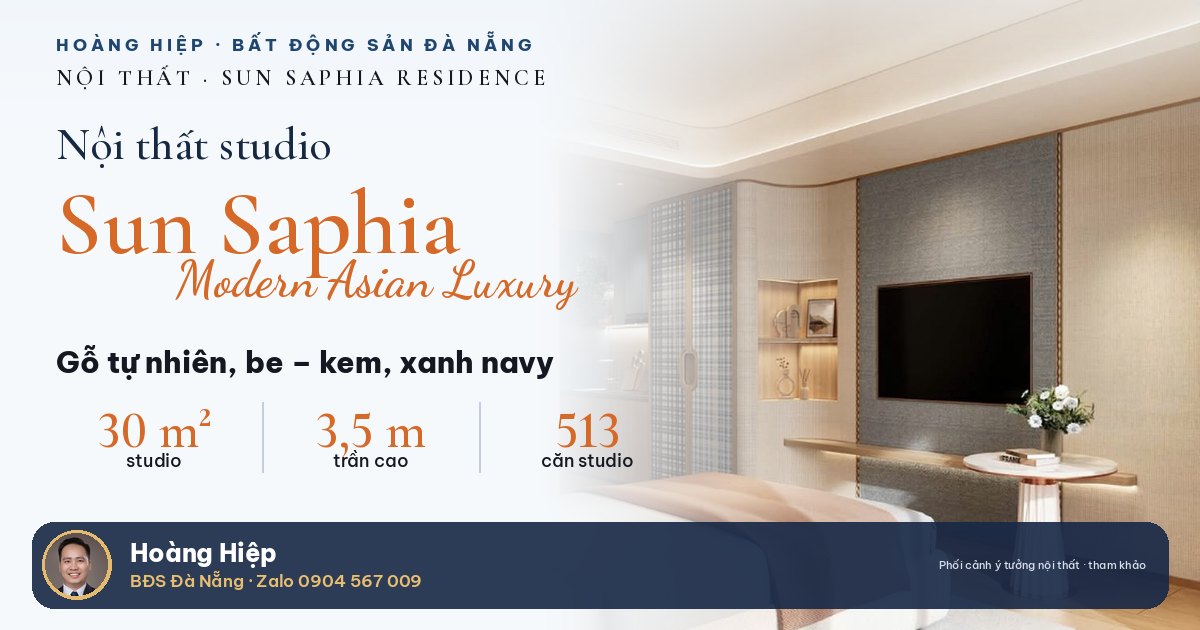 HOÀNG HIỆP · BẤT ĐỘNG SẢN ĐÀ NẴNG
NỘI THẤT · SUN SAPHIA RESIDENCE
Nội thất studio
Sun Saphia
Modern Asian Luxury
Gỗ tự nhiên, be – kem, xanh navy
30 m²
studio
3,5 m
trần cao
513
căn studio
Hoàng Hiệp
BĐS Đà Nẵng · Zalo 0904 567 009
Phối cảnh ý tưởng nội thất · tham khảo